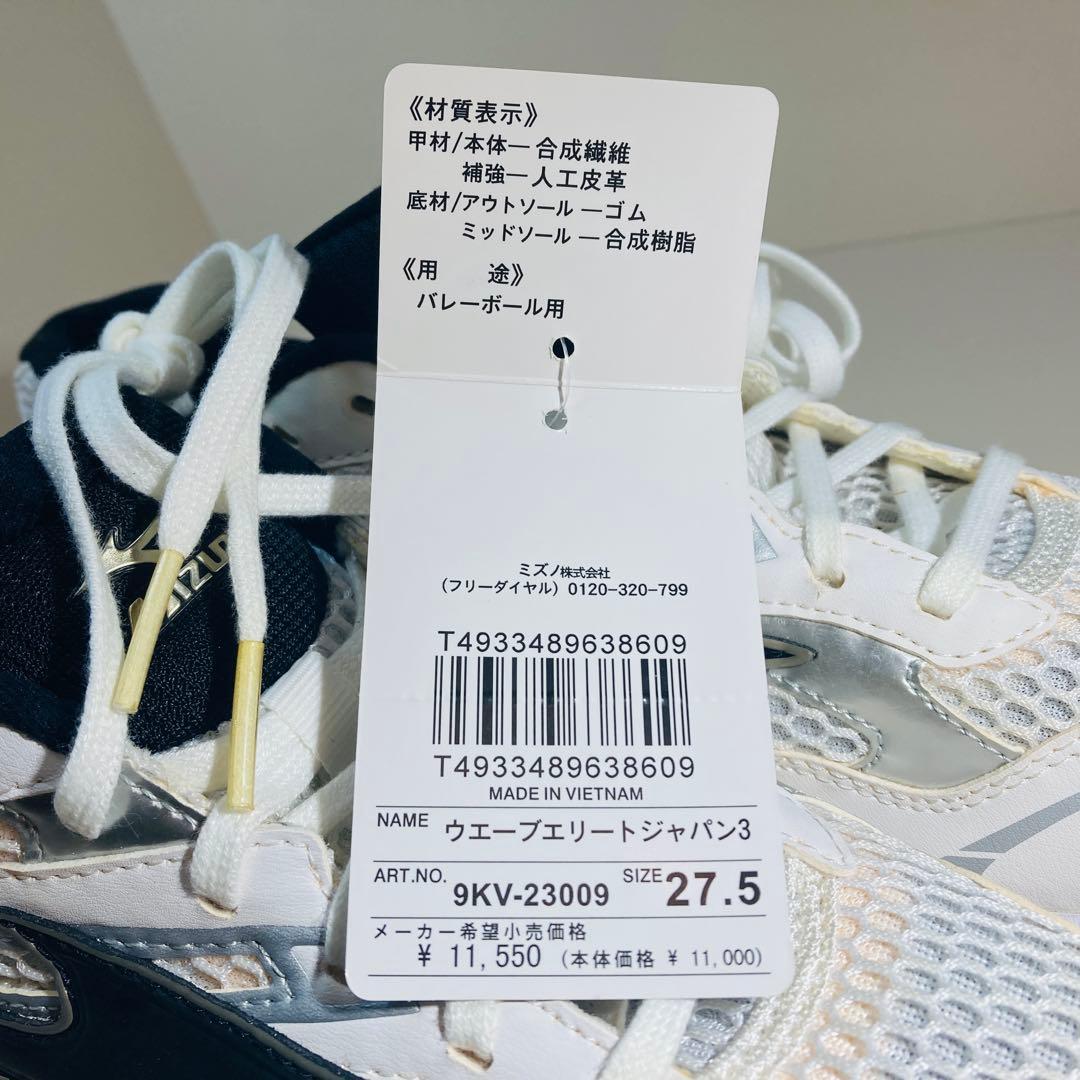 《材質表示》
甲材/本体―合成繊維
補強―人工皮革
底材/アウトソール ―ゴム
ミッドソール ―合成樹脂
《用 途》
バレーボール用
ミズノ株式会社
(フリーダイヤル) 0120-320-799
T4933489638609
T4933489638609
MADE IN VIETNAM
NAME ウエーブエリートジャパン3
ART.NO. 9KV-23009 SIZE 27.5
メーカー希望小売価格
¥ 11,550 (本体価格 ¥ 11,000)